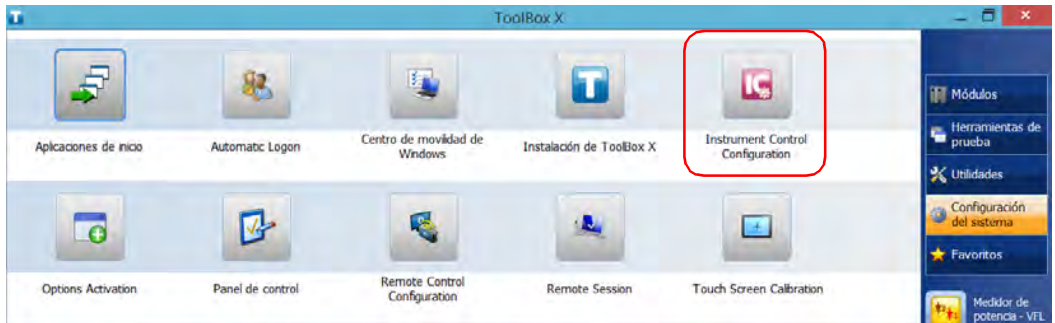 ToolBox X
Aplicaciones de inicio
Automatic Logon
Centro de movilidad de
Windows
Instalación de ToolBox X
Instrument Control
Configuration
Options Activation
Panel de control
Remote Control
Configuration
Remote Session
Touch Screen Calibration
Módulos
Herramientas de
prueba
Utilidades
Configuración
del sistema
Favoritos
Medidor de
potencia - VFL